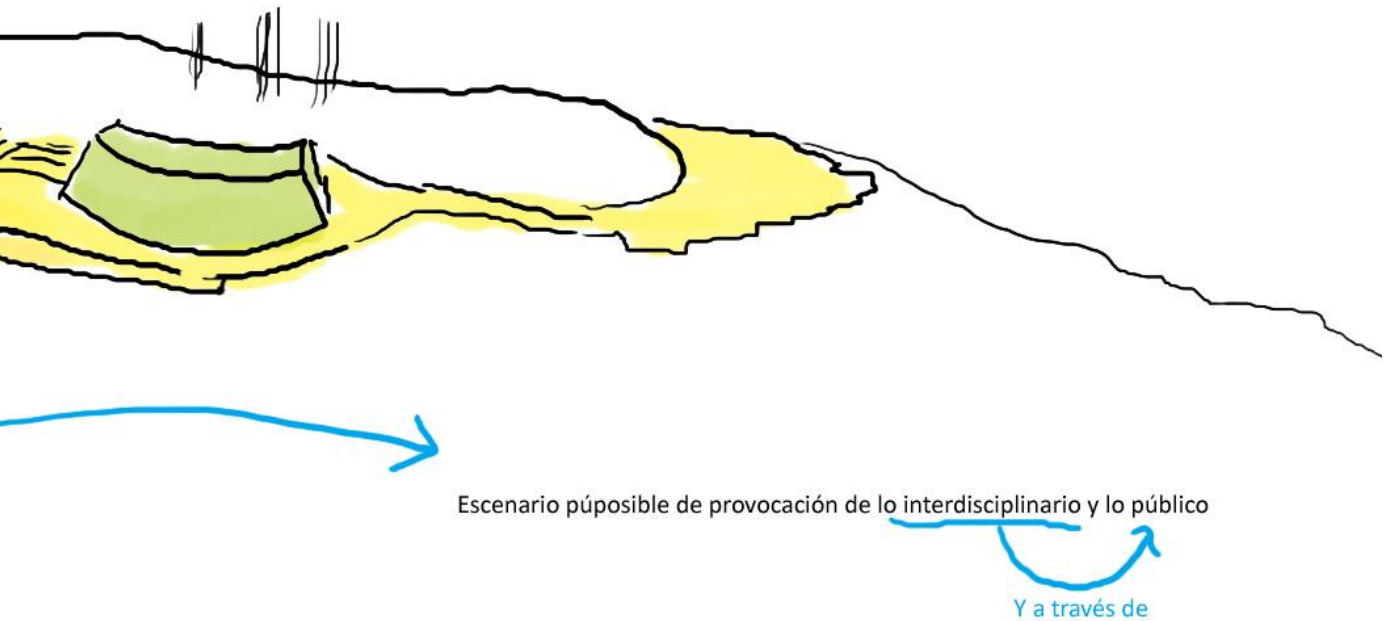 Escenario púposible de provocación de lo interdisciplinario y lo público
Y a través de